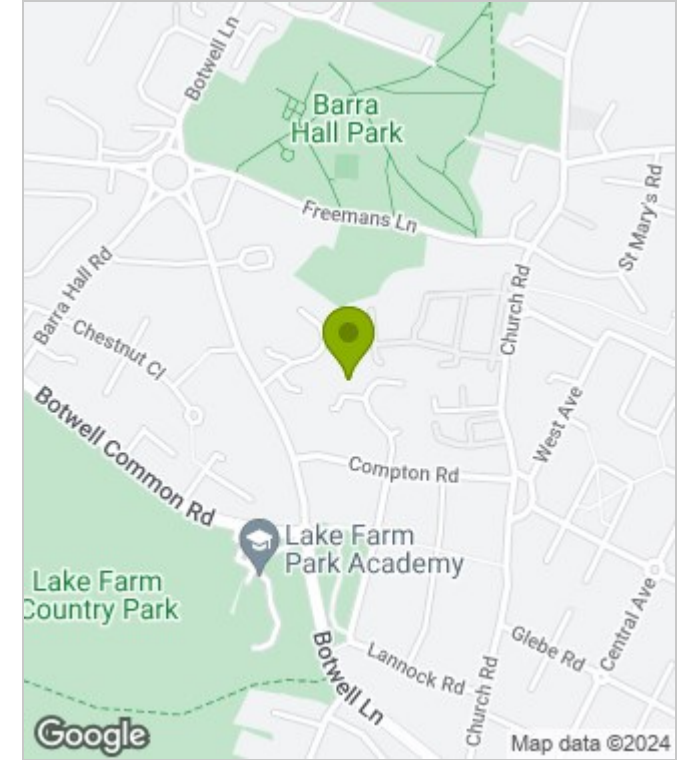 Botwell Ln
Barra
Hall Park
Freemans Ln
St Mary's Rd
Barra Hall Rd
Church Rd
Chestnut Cl
Botwell Common Rd
West Ave
Compton Rd
Lake Farm
Park Academy
Lake Farm
Country Park
Botwell Ln
Lannock Rd
Glebe Rd
Central Ave
Church Rd
Google
Map data ©2024